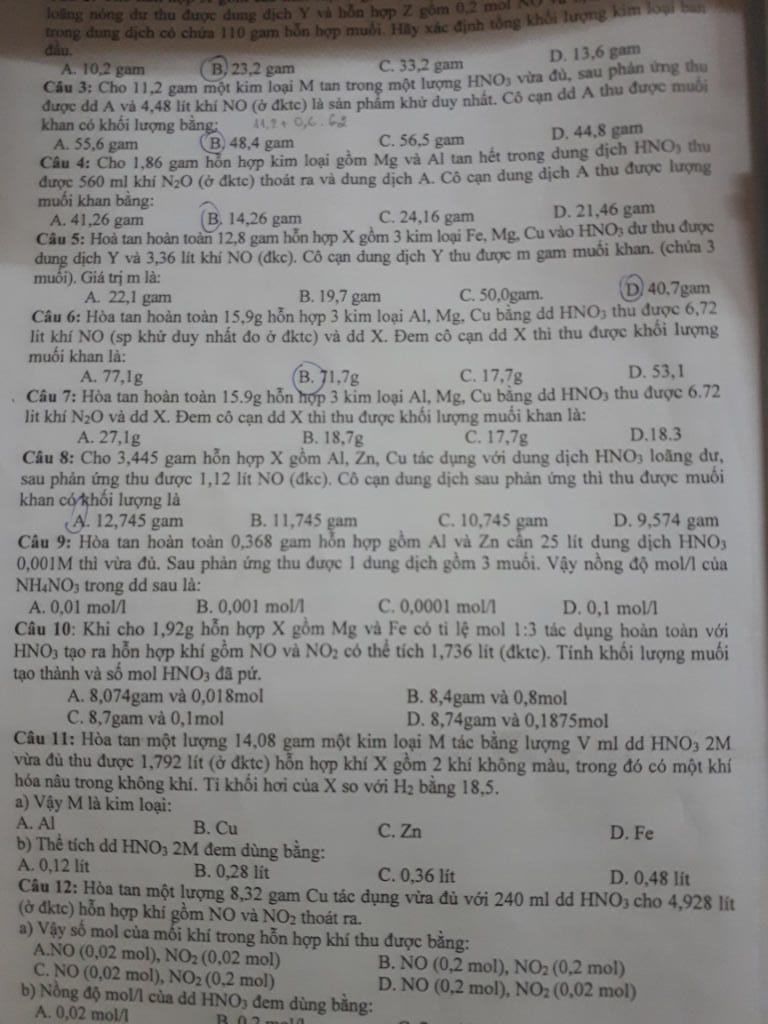 loãng nóng dư thu được dung dịch Y và hỗn hợp Z gồm 0,2 mol NO
trong dung dịch có chứa 110 gam hỗn hợp muối. Hãy xác định tổng khối lượng kim loại ban
đầu.
A. 10,2 gam B. 23,2 gam C. 33,2 gam D. 13,6 gam
Câu 3: Cho 11,2 gam một kim loại M tan trong một lượng HNO3 vừa đủ, sau phản ứng thu
được dd A và 4,48 lít khí NO (ở đktc) là sản phẩm khử duy nhất. Cô cạn dd A thu được muối
khan có khối lượng bằng: 11,2 + 0,6 . 62
A. 55,6 gam B. 48,4 gam C. 56,5 gam D. 44,8 gam
Câu 4: Cho 1,86 gam hỗn hợp kim loại gồm Mg và Al tan hết trong dung dịch HNO3 thu
được 560 ml khí N2O (ở đktc) thoát ra và dung dịch A. Cô cạn dung dịch A thu được lượng
muối khan bằng:
A. 41,26 gam B. 14,26 gam C. 24,16 gam D. 21,46 gam
Câu 5: Hoà tan hoàn toàn 12,8 gam hỗn hợp X gồm 3 kim loại Fe, Mg, Cu vào HNO3 dư thu được
dung dịch Y và 3,36 lít khí NO (đkc). Cô cạn dung dịch Y thu được m gam muối khan. (chứa 3
muối). Giá trị m là:
A. 22,1 gam B. 19,7 gam C. 50,0gam. D. 40,7gam
Câu 6: Hòa tan hoàn toàn 15,9g hỗn hợp 3 kim loại Al, Mg, Cu bằng dd HNO3 thu được 6,72
lít khí NO (sp khử duy nhất đo ở đktc) và dd X. Đem cô cạn dd X thì thu được khối lượng
muối khan là:
A. 77,1g B. 71,7g C. 17,7g D. 53,1
Câu 7: Hòa tan hoàn toàn 15.9g hỗn hợp 3 kim loại Al, Mg, Cu bằng dd HNO3 thu được 6.72
lit khí N2O và dd X. Đem cô cạn dd X thì thu được khối lượng muối khan là:
A. 27,1g B. 18,7g C. 17,7g D.18.3
Câu 8: Cho 3,445 gam hỗn hợp X gồm Al, Zn, Cu tác dụng với dung dịch HNO3 loãng dư,
sau phản ứng thu được 1,12 lít NO (đkc). Cô cạn dung dịch sau phản ứng thì thu được muối
khan có khối lượng là
A. 12,745 gam B. 11,745 gam C. 10,745 gam D. 9,574 gam
Câu 9: Hòa tan hoàn toàn 0,368 gam hỗn hợp gồm Al và Zn cần 25 lít dung dịch HNO3
0,001M thì vừa đủ. Sau phản ứng thu được 1 dung dịch gồm 3 muối. Vậy nồng độ mol/l của
NH4NO3 trong dd sau là:
A. 0,01 mol/l B. 0,001 mol/l C. 0,0001 mol/l D. 0,1 mol/l
Câu 10: Khi cho 1,92g hỗn hợp X gồm Mg và Fe có tỉ lệ mol 1:3 tác dụng hoàn toàn với
HNO3 tạo ra hỗn hợp khí gồm NO và NO2 có thể tích 1,736 lít (đktc). Tính khối lượng muối
tạo thành và số mol HNO3 đã pứ.
A. 8,074gam và 0,018mol B. 8,4gam và 0,8mol
C. 8,7gam và 0,1mol D. 8,74gam và 0,1875mol
Câu 11: Hòa tan một lượng 14,08 gam một kim loại M tác bằng lượng V ml dd HNO3 2M
vừa đủ thu được 1,792 lít (ở đktc) hỗn hợp khí X gồm 2 khí không màu, trong đó có một khí
hóa nâu trong không khí. Tỉ khối hơi của X so với H2 bằng 18,5.
a) Vậy M là kim loại:
A. Al B. Cu C. Zn D. Fe
b) Thể tích dd HNO3 2M đem dùng bằng:
A. 0,12 lít B. 0,28 lít C. 0,36 lít D. 0,48 lít
Câu 12: Hòa tan một lượng 8,32 gam Cu tác dụng vừa đủ với 240 ml dd HNO3 cho 4,928 lít
(ở đktc) hỗn hợp khí gồm NO và NO2 thoát ra.
a) Vậy số mol của mỗi khí trong hỗn hợp khí thu được bằng:
A.NO (0,02 mol), NO2 (0,02 mol) B. NO (0,2 mol), NO2 (0,2 mol)
C. NO (0,02 mol), NO2 (0,2 mol) D. NO (0,2 mol), NO2 (0,02 mol)
b) Nồng độ mol/l của dd HNO3 đem dùng bằng:
A. 0,02 mol/l B. 0,2 mol/l